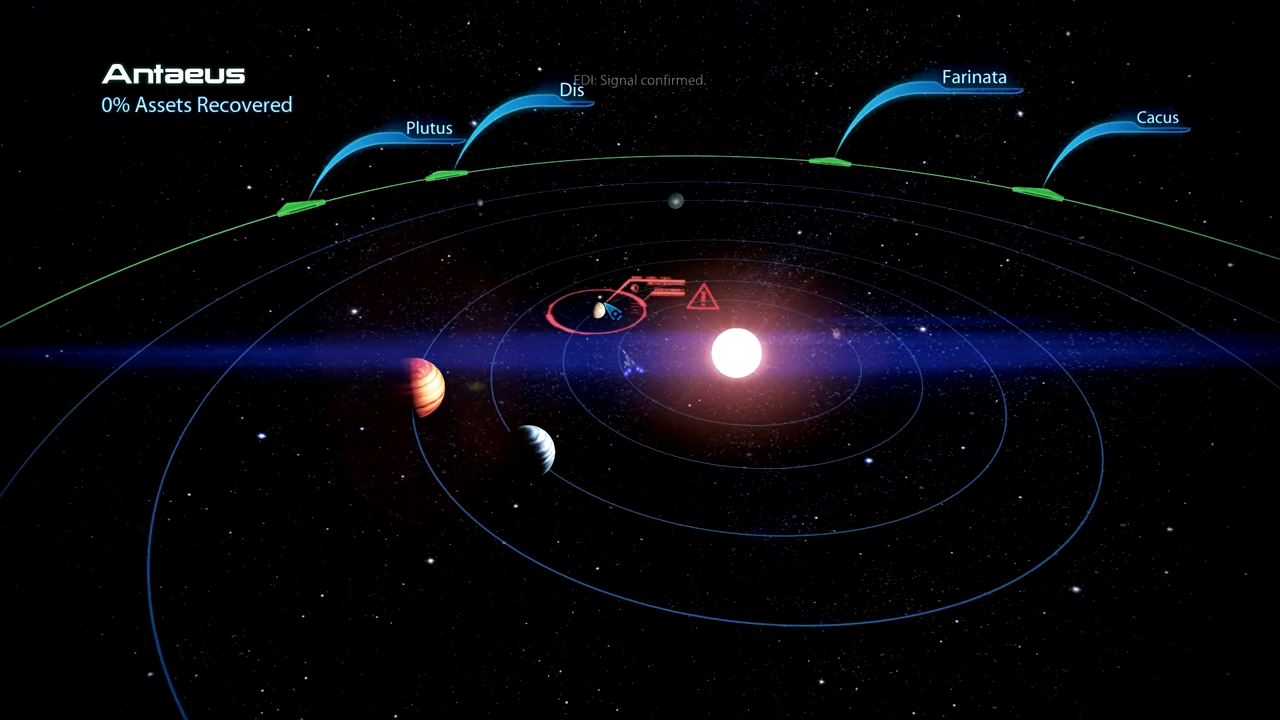 Antaeus
0% Assets Recovered
EDI: Signal confirmed.
Plutus
Dis
Farinata
Cacus